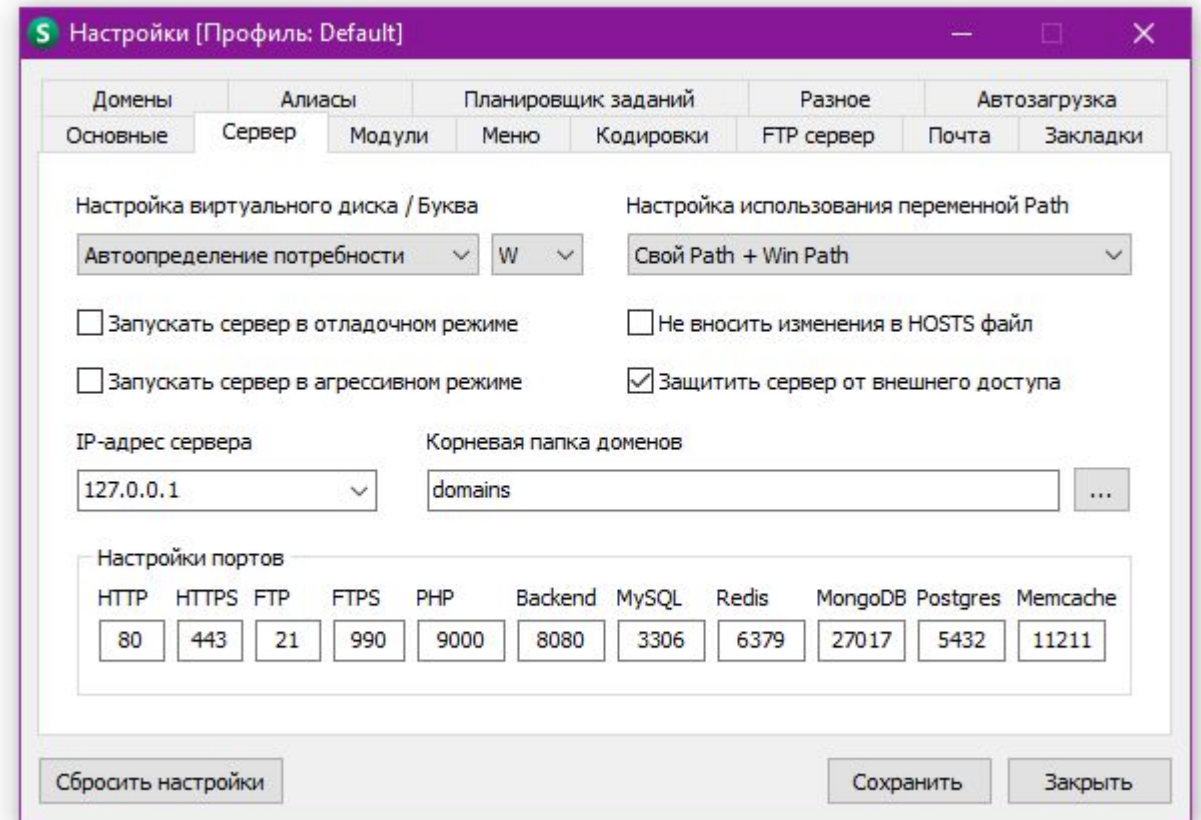 S Настройки [Профиль: Default]
Домены Алиасы Планировщик заданий Разное Автозагрузка
Основные Сервер Модули Меню Кодировки FTP сервер Почта Закладки
Настройка виртуального диска / Буква Настройка использования переменной Path
Автоопределение потребности W Свой Path + Win Path
Запускать сервер в отладочном режиме Не вносить изменения в HOSTS файл
Запускать сервер в агрессивном режиме Защитить сервер от внешнего доступа
IP-адрес сервера Корневая папка доменов
127.0.0.1 domains ...
Настройки портов
HTTP HTTPS FTP FTPS PHP Backend MySQL Redis MongoDB Postgres Memcache
80 443 21 990 9000 8080 3306 6379 27017 5432 11211
Сбросить настройки Сохранить Закрыть